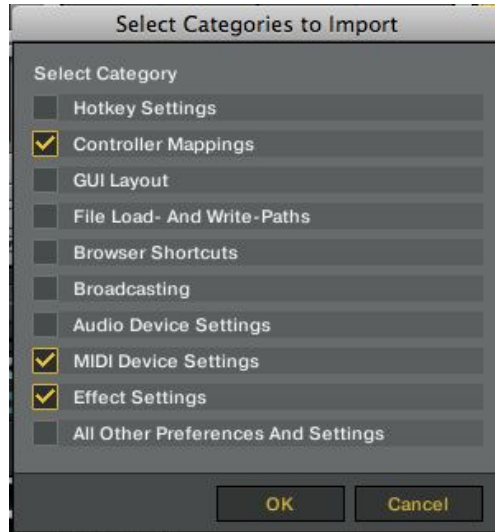 Select Categories to Import
Select Category
Hotkey Settings
Controller Mappings
GUI Layout
File Load- And Write-Paths
Browser Shortcuts
Broadcasting
Audio Device Settings
MIDI Device Settings
Effect Settings
All Other Preferences And Settings
OK Cancel